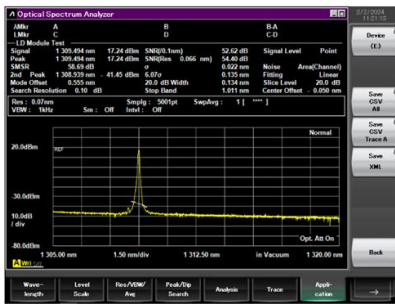 Optical Spectrum Analyzer
8/2/2024
11:21:15
ΔMkr A B B-A
LMkr C D C-D
LD Module Test
Signal 1 309.494 nm 17.24 dBm SNR(/0.1nm) 52.62 dB Signal Level Point
Peak 1 309.494 nm 17.24 dBm SNR(Res 0.066 nm) 54.40 dB
SMSR 58.69 dB σ 0.022 nm Noise Area(Channel)
2nd Peak 1 308.939 nm - 41.45 dBm 6.07σ 0.135 nm Fitting Linear
Mode Offset 0.555 nm 20.0 dB Width 0.134 nm Slice Level 20.0 dB
Search Resolution 0.10 dB Stop Band 1.011 nm Center Offset - 0.050 nm
Res : 0.07nm Smplg : 5001pt SwpAvg : 1 [ **** ]
VBW : 1kHz Sm : Off Intvl : Off
Normal
20.0dBm
REF
-30.0dBm
10.0dB
/ div
Opt. Att On
-80.0dBm
1 305.00 nm 1.50 nm/div 1 312.50 nm in Vacuum 1 320.00 nm
A Wri
Device
(E:)
Save
CSV
All
Save
CSV
Trace A
Save
XML
Back
Wave-
length
Level
Scale
Res/VBW/
Avg
Peak/Dip
Search
Analysis
Trace
Appli-
cation
→